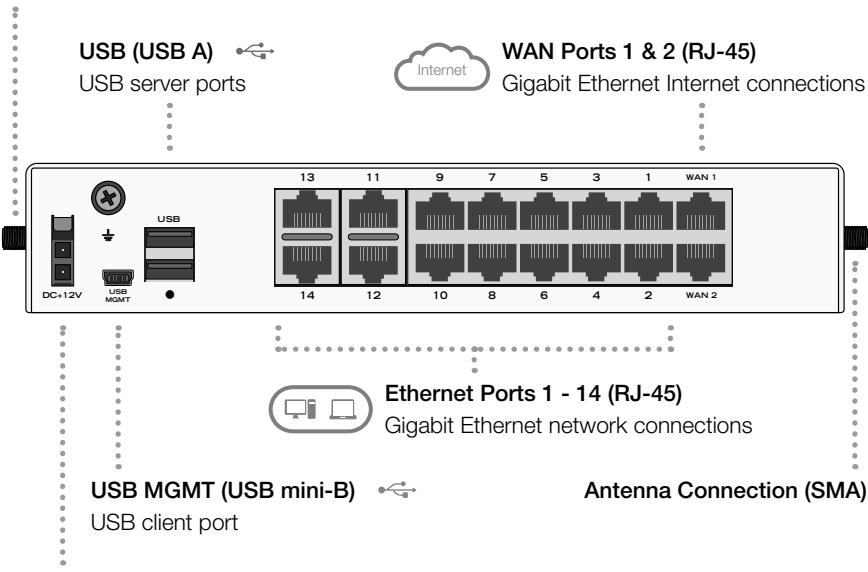 USB (USB A)
USB server ports
Internet
WAN Ports 1 & 2 (RJ-45)
Gigabit Ethernet Internet connections
13 11 9 7 5 3 1 WAN 1
USB
DC+12V
USB
MGMT
14 12 10 8 6 4 2 WAN 2
Ethernet Ports 1 - 14 (RJ-45)
Gigabit Ethernet network connections
USB MGMT (USB mini-B)
USB client port
Antenna Connection (SMA)